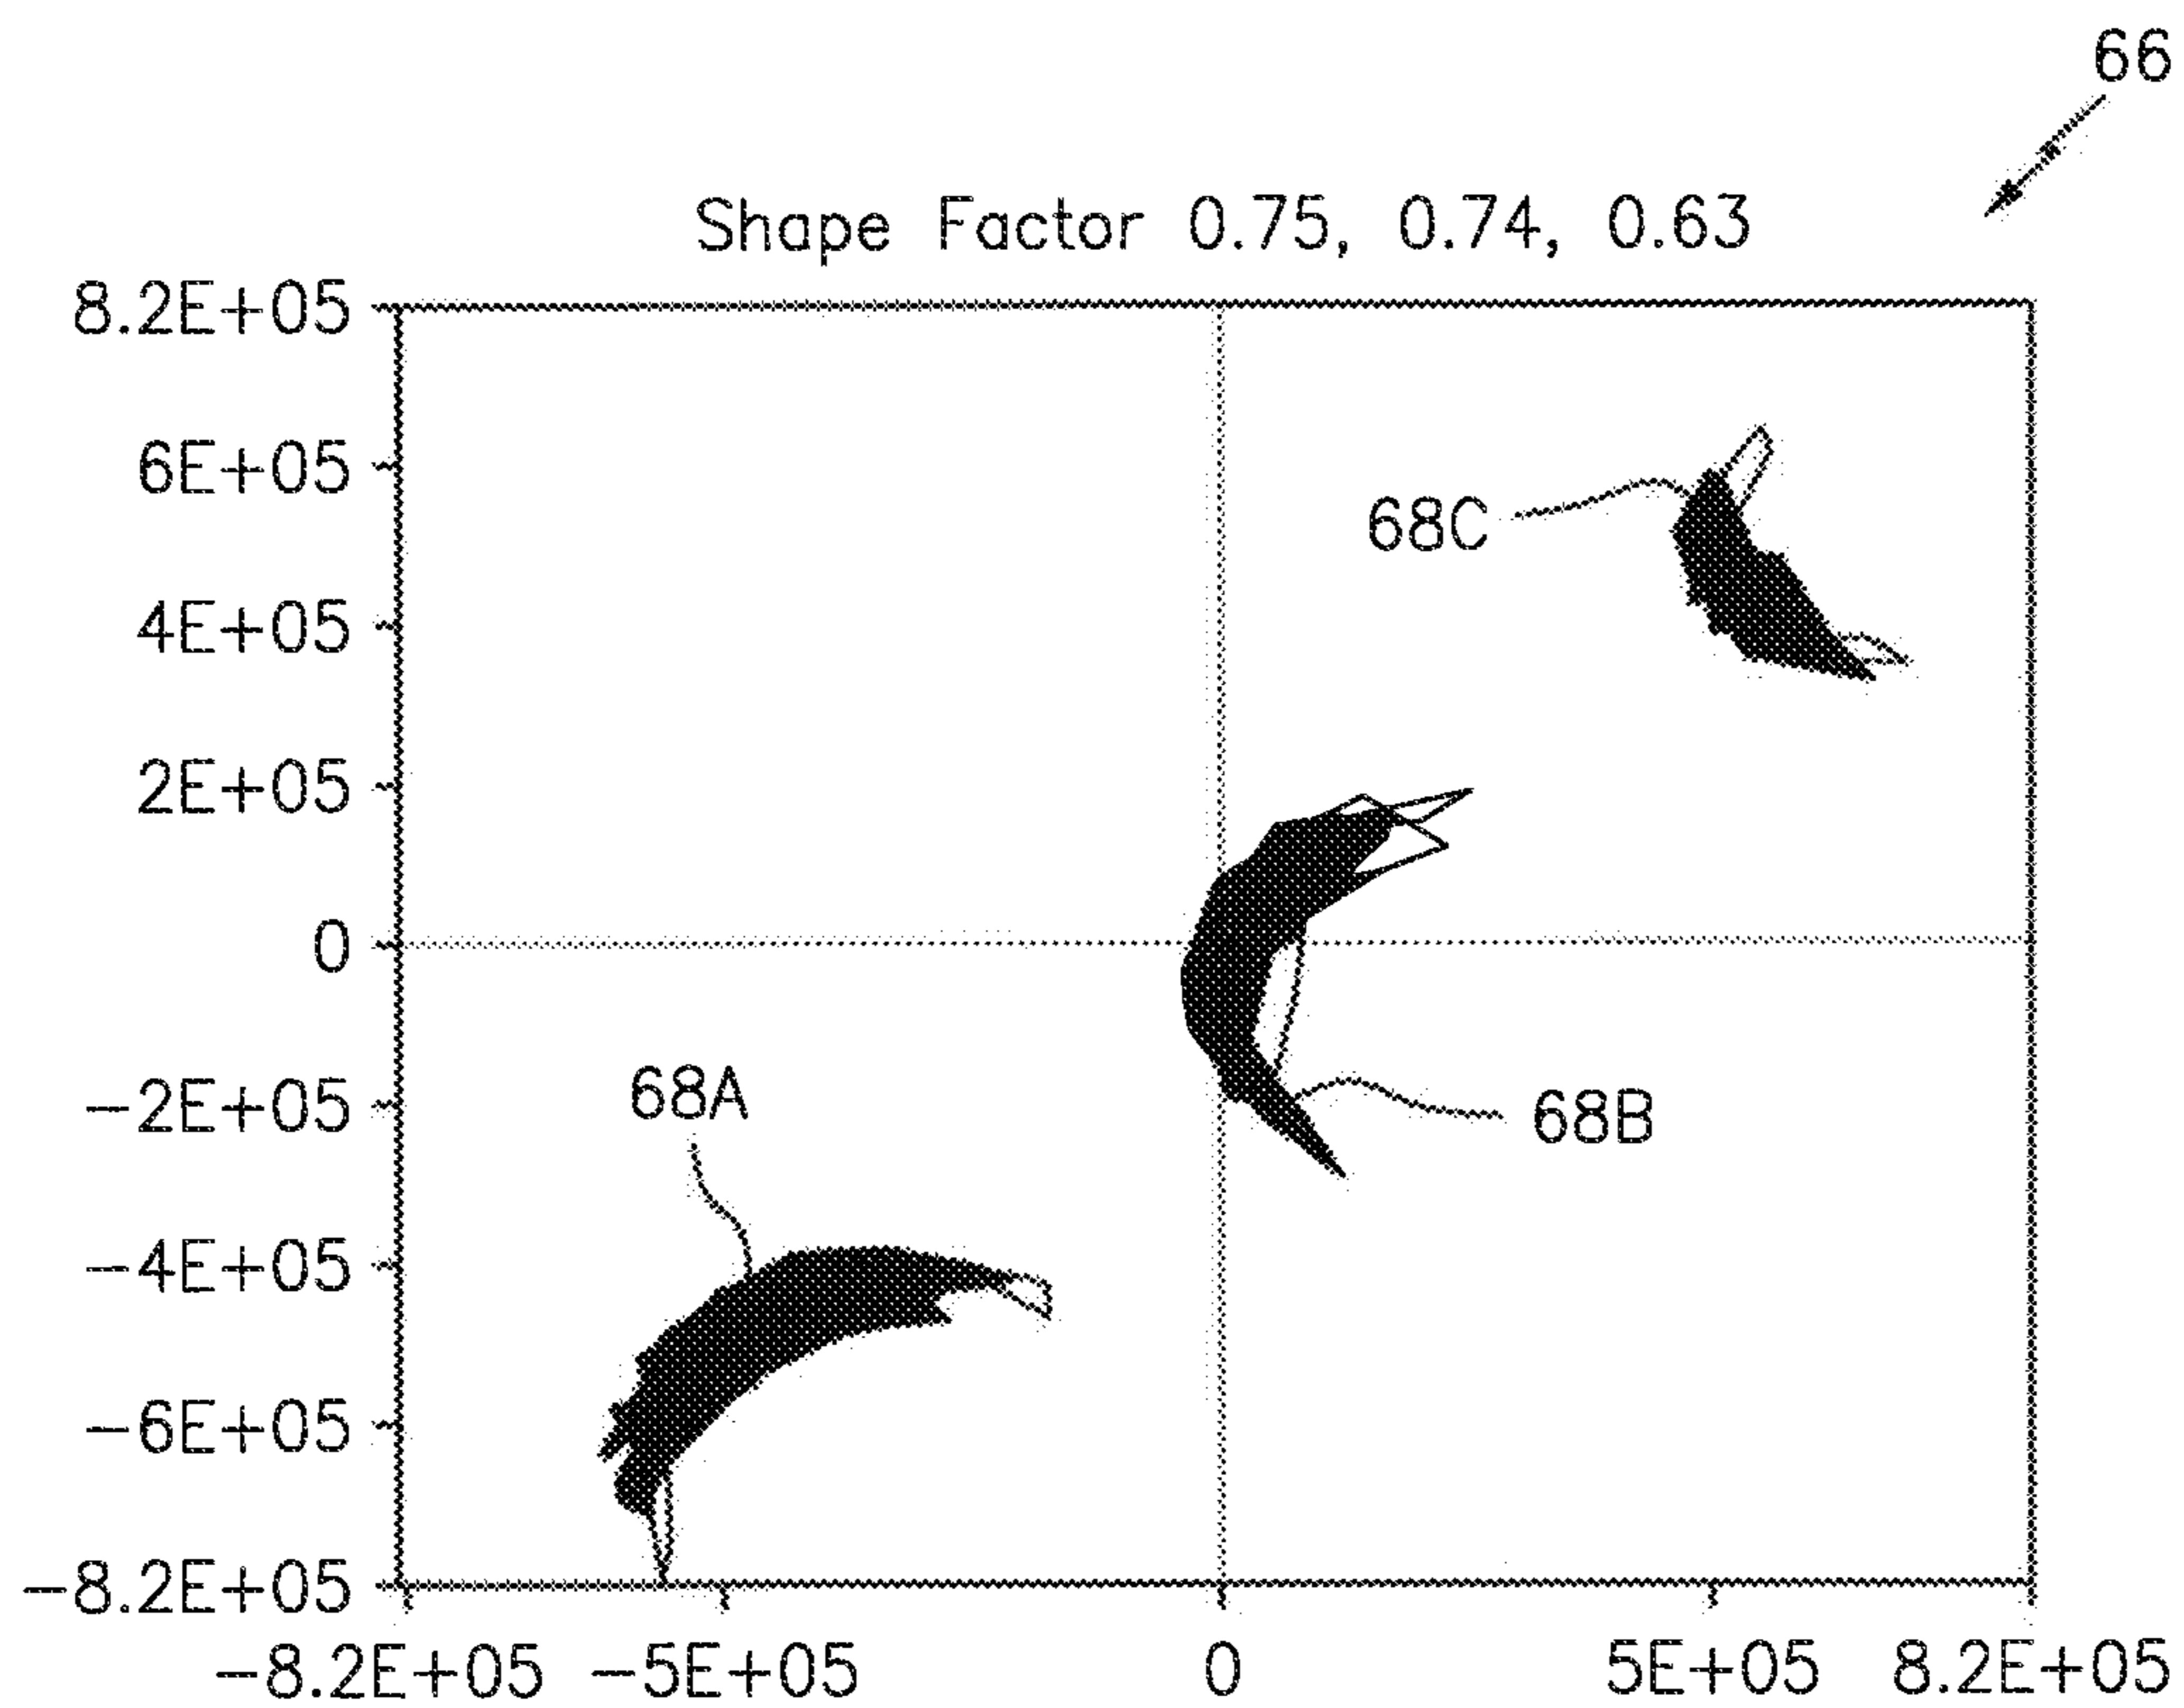 66
Shape Factor 0.75, 0.74, 0.63
8.2E+05
6E+05
68C
4E+05
2E+05
0
−2E+05
68A
68B
−4E+05
−6E+05
−8.2E+05
−8.2E+05 −5E+05 0 5E+05 8.2E+05